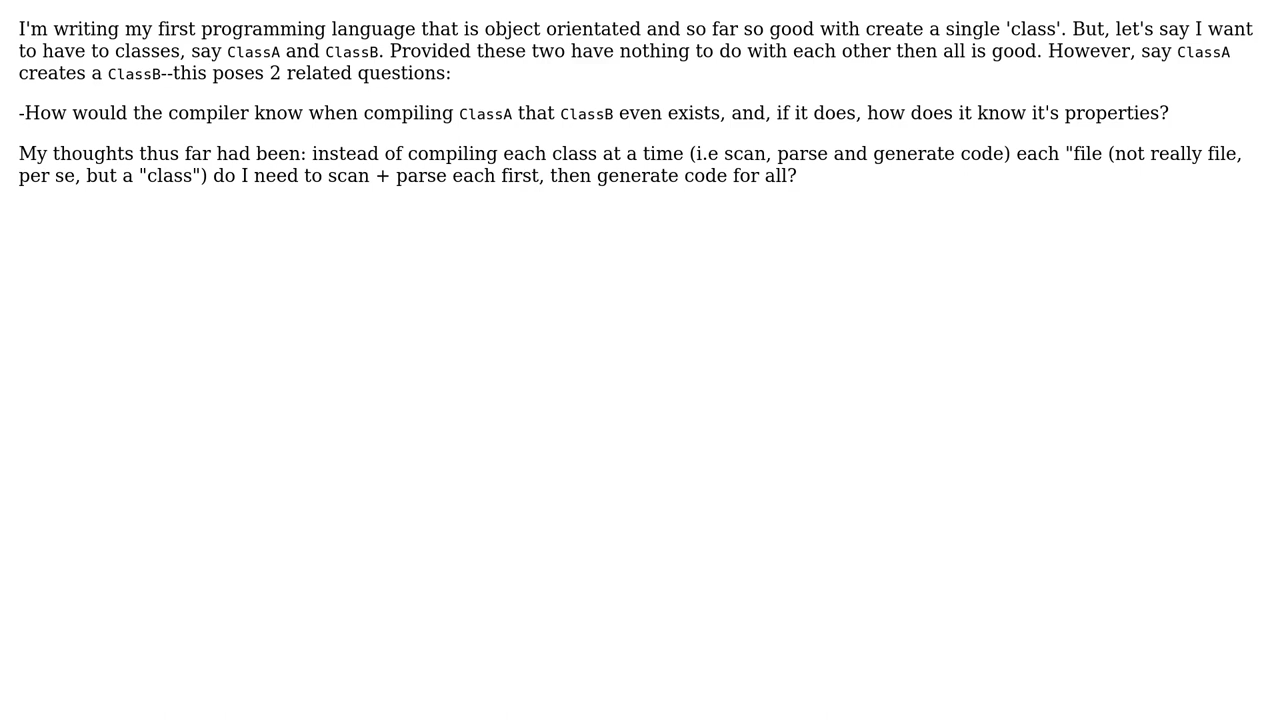 I'm writing my first programming language that is object orientated and so far so good with create a single 'class'. But, let's say I want
to have to classes, say ClassA and ClassB. Provided these two have nothing to do with each other then all is good. However, say ClassA
creates a ClassB--this poses 2 related questions:
-How would the compiler know when compiling ClassA that ClassB even exists, and, if it does, how does it know it's properties?
My thoughts thus far had been: instead of compiling each class at a time (i.e scan, parse and generate code) each "file (not really file,
per se, but a "class") do I need to scan + parse each first, then generate code for all?